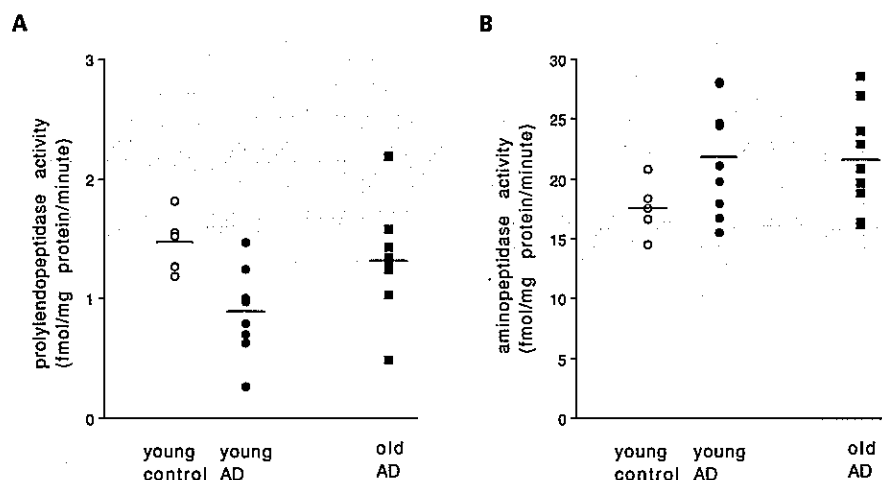 A
prolylendopeptidase activity
(fmol/mg protein/minute)
3
2
1
0
young control
young AD
old AD
B
aminopeptidase activity
(fmol/mg protein/minute)
30
25
20
15
10
5
0
young control
young AD
old AD